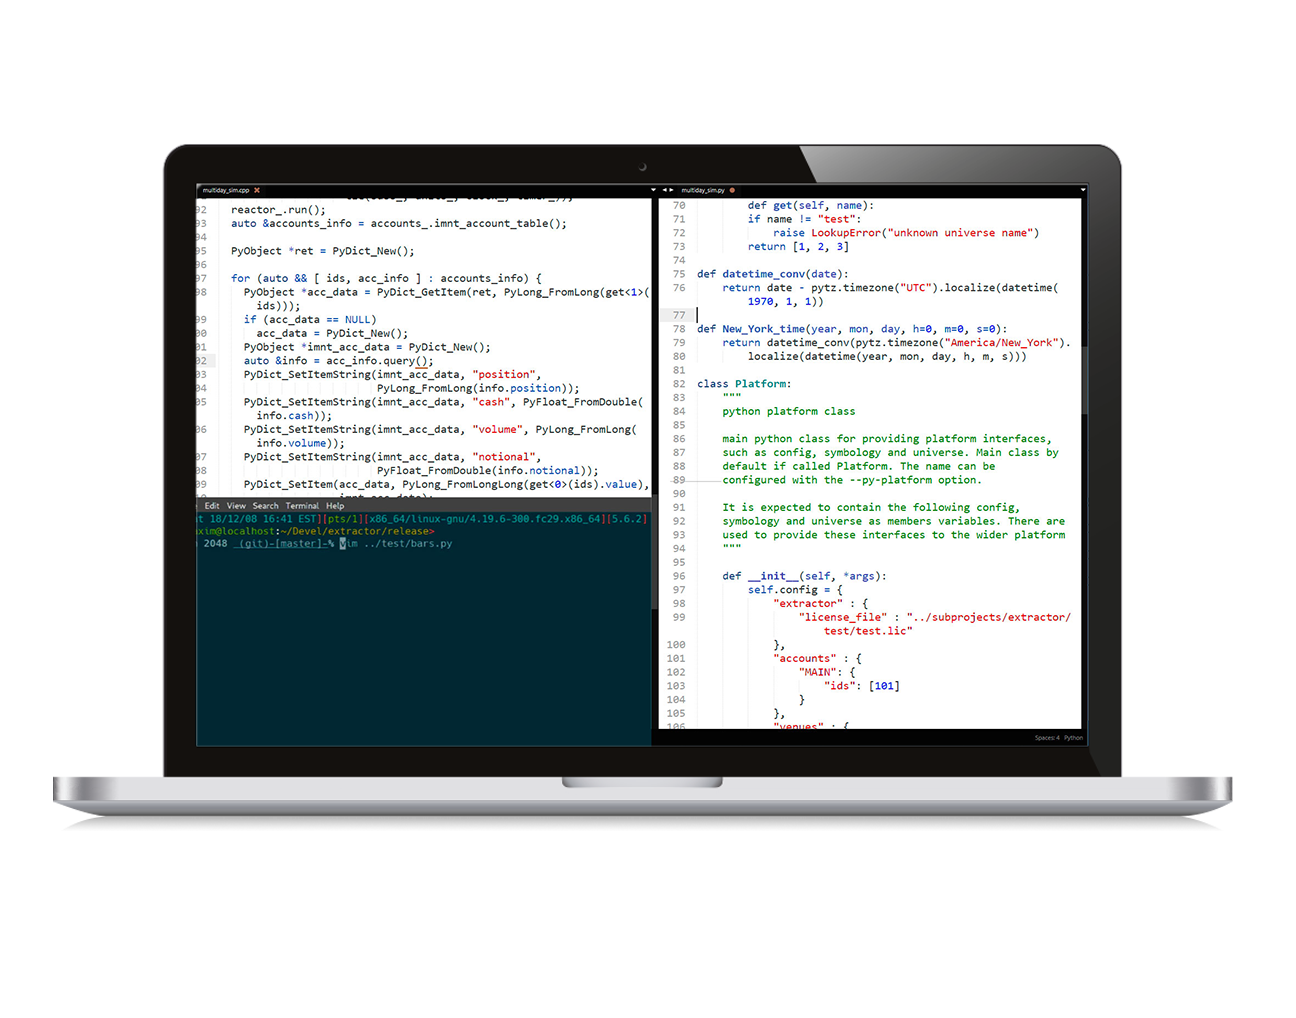 multiday_sim.cpp
92 reactor_.run();
93 auto &accounts_info = accounts_.imnt_account_table();
94
95 PyObject *ret = PyDict_New();
96
97 for (auto && [ ids, acc_info ] : accounts_info) {
98 PyObject *acc_data = PyDict_GetItem(ret, PyLong_FromLong(get<1>(
ids)));
99 if (acc_data == NULL)
00 acc_data = PyDict_New();
01 PyObject *imnt_acc_data = PyDict_New();
02 auto &info = acc_info.query();
03 PyDict_SetItemString(imnt_acc_data, "position",
04 PyLong_FromLong(info.position));
05 PyDict_SetItemString(imnt_acc_data, "cash", PyFloat_FromDouble(
info.cash));
06 PyDict_SetItemString(imnt_acc_data, "volume", PyLong_FromLong(
info.volume));
07 PyDict_SetItemString(imnt_acc_data, "notional",
08 PyFloat_FromDouble(info.notional));
09 PyDict_SetItem(acc_data, PyLong_FromLongLong(get<0>(ids).value),
imnt_acc_data);
Edit View Search Terminal Help
t 18/12/08 16:41 EST][pts/1][x86_64/linux-gnu/4.19.6-300.fc29.x86_64][5.6.2]
xim@localhost:~/Devel/extractor/release>
2048 (git)-[master]-% vim ../test/bars.py
multiday_sim.py
70 def get(self, name):
71 if name != "test":
72 raise LookupError("unknown universe name")
73 return [1, 2, 3]
74
75 def datetime_conv(date):
76 return date - pytz.timezone("UTC").localize(datetime(
1970, 1, 1))
77
78 def New_York_time(year, mon, day, h=0, m=0, s=0):
79 return datetime_conv(pytz.timezone("America/New_York").
80 localize(datetime(year, mon, day, h, m, s)))
81
82 class Platform:
83 """
84 python platform class
85
86 main python class for providing platform interfaces,
87 such as config, symbology and universe. Main class by
88 default if called Platform. The name can be
89 configured with the --py-platform option.
90
91 It is expected to contain the following config,
92 symbology and universe as members variables. There are
93 used to provide these interfaces to the wider platform
94 """
95
96 def __init__(self, *args):
97 self.config = {
98 "extractor" : {
99 "license_file" : "../subprojects/extractor/
test/test.lic"
100 },
101 "accounts" : {
102 "MAIN": {
103 "ids": [101]
104 }
105 },
106 "venues" : {
Spaces: 4 Python